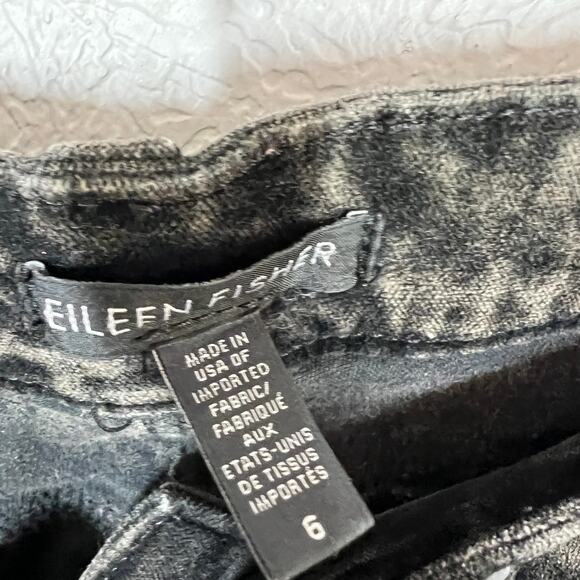 EILEEN FISHER
MADE IN
USA OF
IMPORTED
FABRIC/
FABRIQUÉ
AUX
ETATS-UNIS
DE TISSUS
IMPORTÉS
6